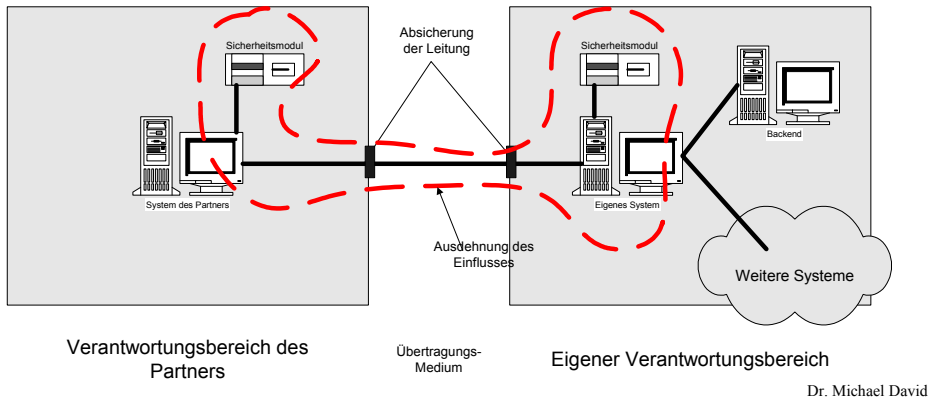 Sicherheitsmodul
Absicherung
der Leitung
Sicherheitsmodul
Backend
System des Partners
Eigenes System
Ausdehnung des
Einflusses
Weitere Systeme
Verantwortungsbereich des
Partners
Übertragungs-
Medium
Eigener Verantwortungsbereich
Dr. Michael David